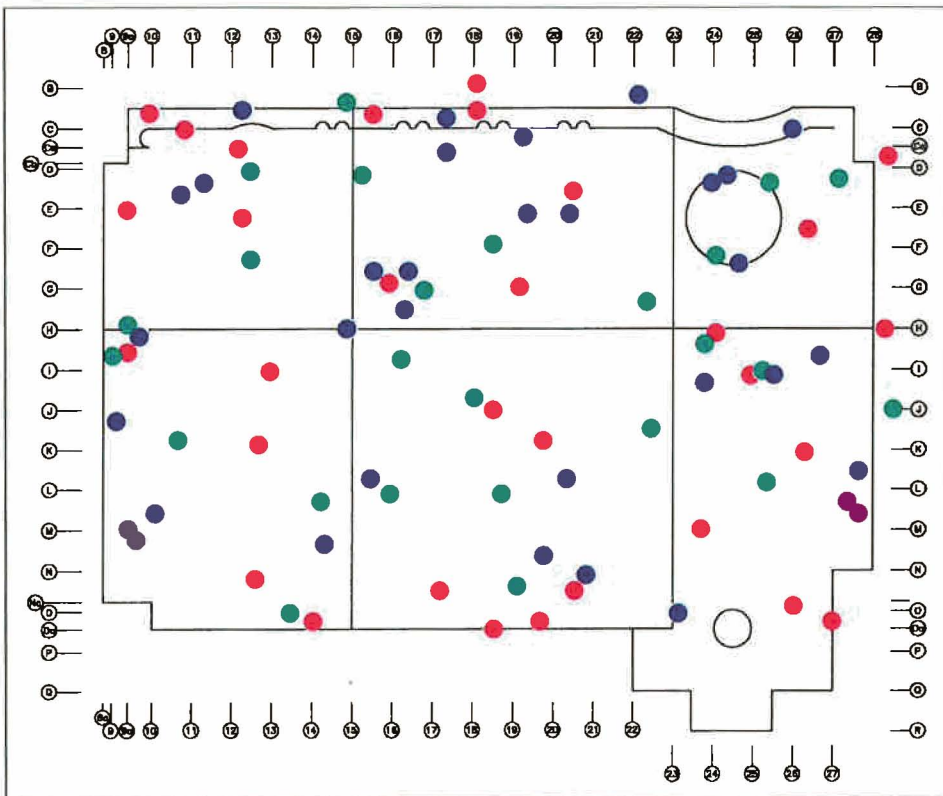 9 9a 10 11 12 13 14 15 16 17 18 19 20 21 22 23 24 25 26 27 28
B B
C C
D D
E E
F F
G G
H H
I I
J J
K K
L L
M M
N N
O O
P P
Q Q
R
9 9a 10 11 12 13 14 15 16 17 18 19 20 21 22
23 24 25 26 27